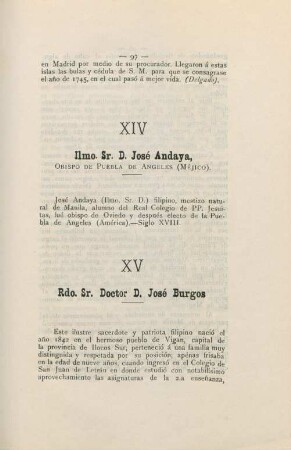 — 97 —
en Madrid por medio de su procurador. Llegaron á estas
islas las bulas y cédula de S. M. para que se consagrase
el año de 1745, en el cual pasó á mejor vida. (Delgado).
XIV
Ilmo. Sr. D. José Andaya,
OBISPO DE PUEBLA DE ANGELES (MÉJICO).
José Andaya (Ilmo. Sr. D.) filipino, mestizo natu-
ral de Manila, alumno del Real Colegio de PP. Jesui-
tas, fué obispo de Oviedo y después electo de la Pue-
bla de Angeles (América).—Siglo XVIII.
XV
Rdo. Sr. Doctor D. José Burgos
Este ilustre sacerdote y patriota filipino nació el
año 1842 en el hermoso puebla de Vigan, capital de
la provincia de Ilocus Sur; perteneció á una familia muy
distinguida y respetada por su posición, apénas frisaba
en la edad de nueve años, cuando ingresó en el Colegio de
San Juan de Letrán en donde estudió con notabilísimo
aprovechamiento las asignaturas de la 2.a enseñanza,